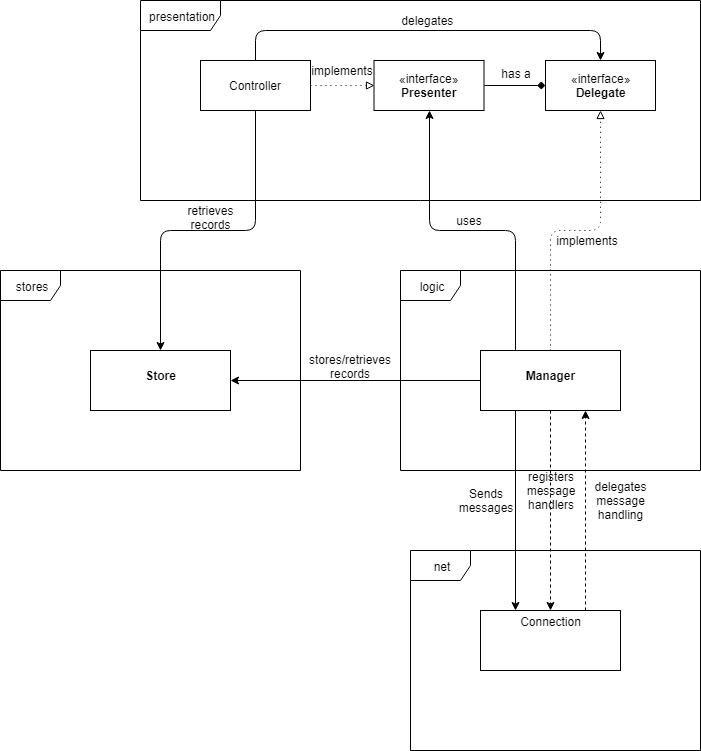 presentation
delegates
Controller
implements
«interface»
Presenter
has a
«interface»
Delegate
retrieves
records
uses
implements
stores
logic
Store
stores/retrieves
records
Manager
Sends
messages
registers
message
handlers
delegates
message
handling
net
Connection